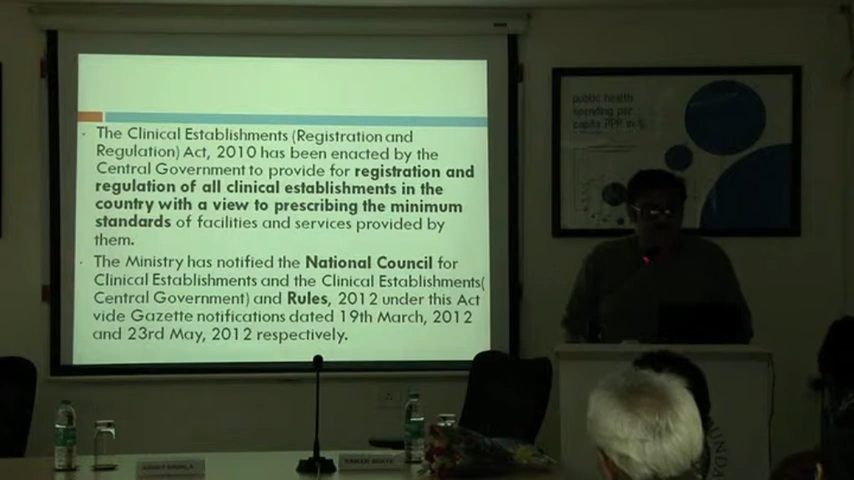 The Clinical Establishments (Registration and
Regulation) Act, 2010 has been enacted by the
Central Government to provide for registration and
regulation of all clinical establishments in the
country with a view to prescribing the minimum
standards of facilities and services provided by
them.
The Ministry has notified the National Council for
Clinical Establishments and the Clinical Establishments(
Central Government) and Rules, 2012 under this Act
vide Gazette notifications dated 19th March, 2012
and 23rd May, 2012 respectively.
public health
spending per
capita PPP in